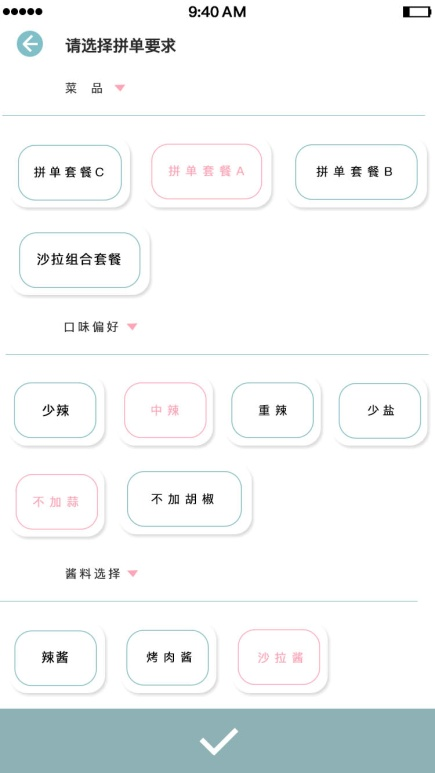 9:40 AM
请选择拼单要求
菜 品
拼单套餐C 拼单套餐A 拼单套餐B
沙拉组合套餐
口味偏好
少辣 中辣 重辣 少盐
不加蒜 不加胡椒
酱料选择
辣酱 烤肉酱 沙拉酱